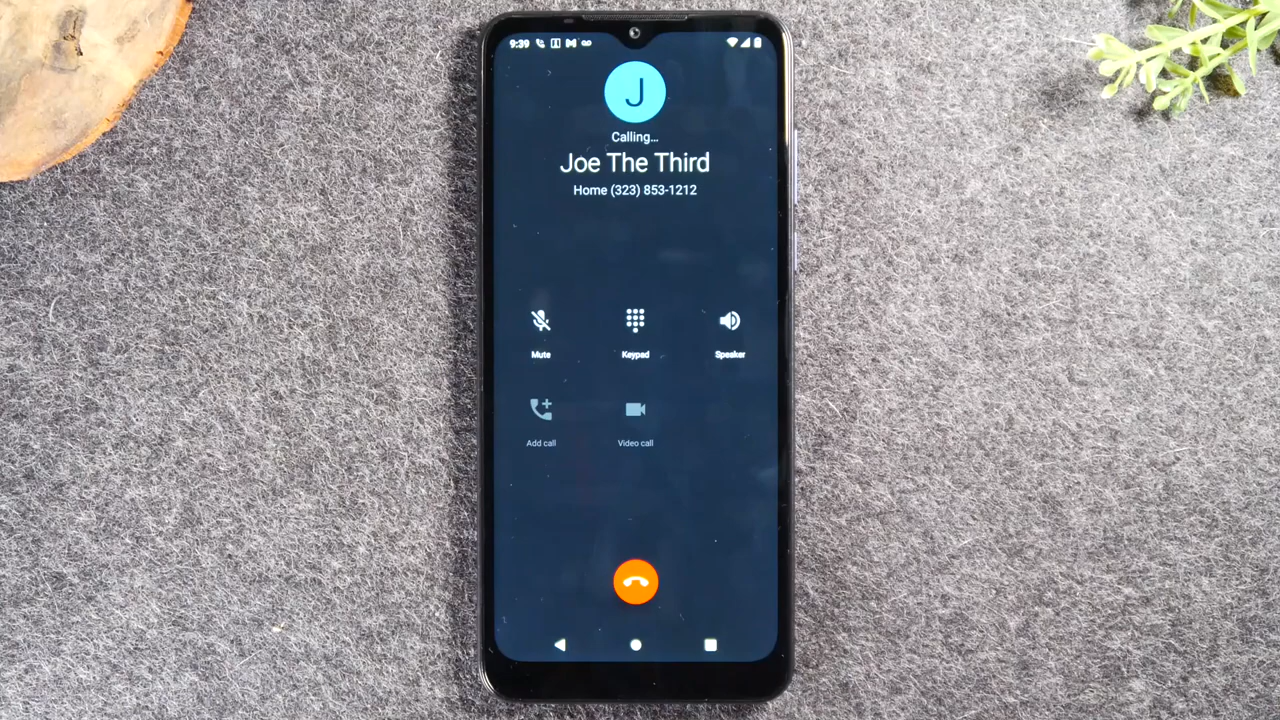 9:39
J
Calling...
Joe The Third
Home (323) 853-1212
Mute Keypad Speaker
Add call Video call